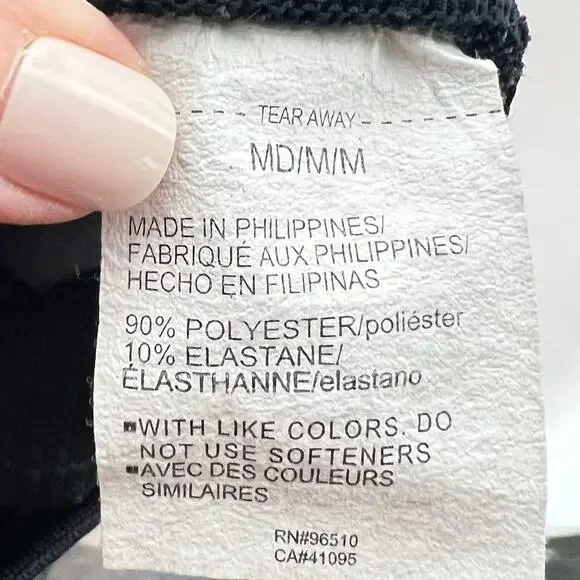 TEAR AWAY
MD/M/M
MADE IN PHILIPPINES/
FABRIQUÉ AUX PHILIPPINES/
HECHO EN FILIPINAS
90% POLYESTER/poliéster
10% ELASTANE/
ÉLASTHANNE/elastano
▪WITH LIKE COLORS. DO
NOT USE SOFTENERS
▪AVEC DES COULEURS
SIMILAIRES
RN#96510
CA#41095